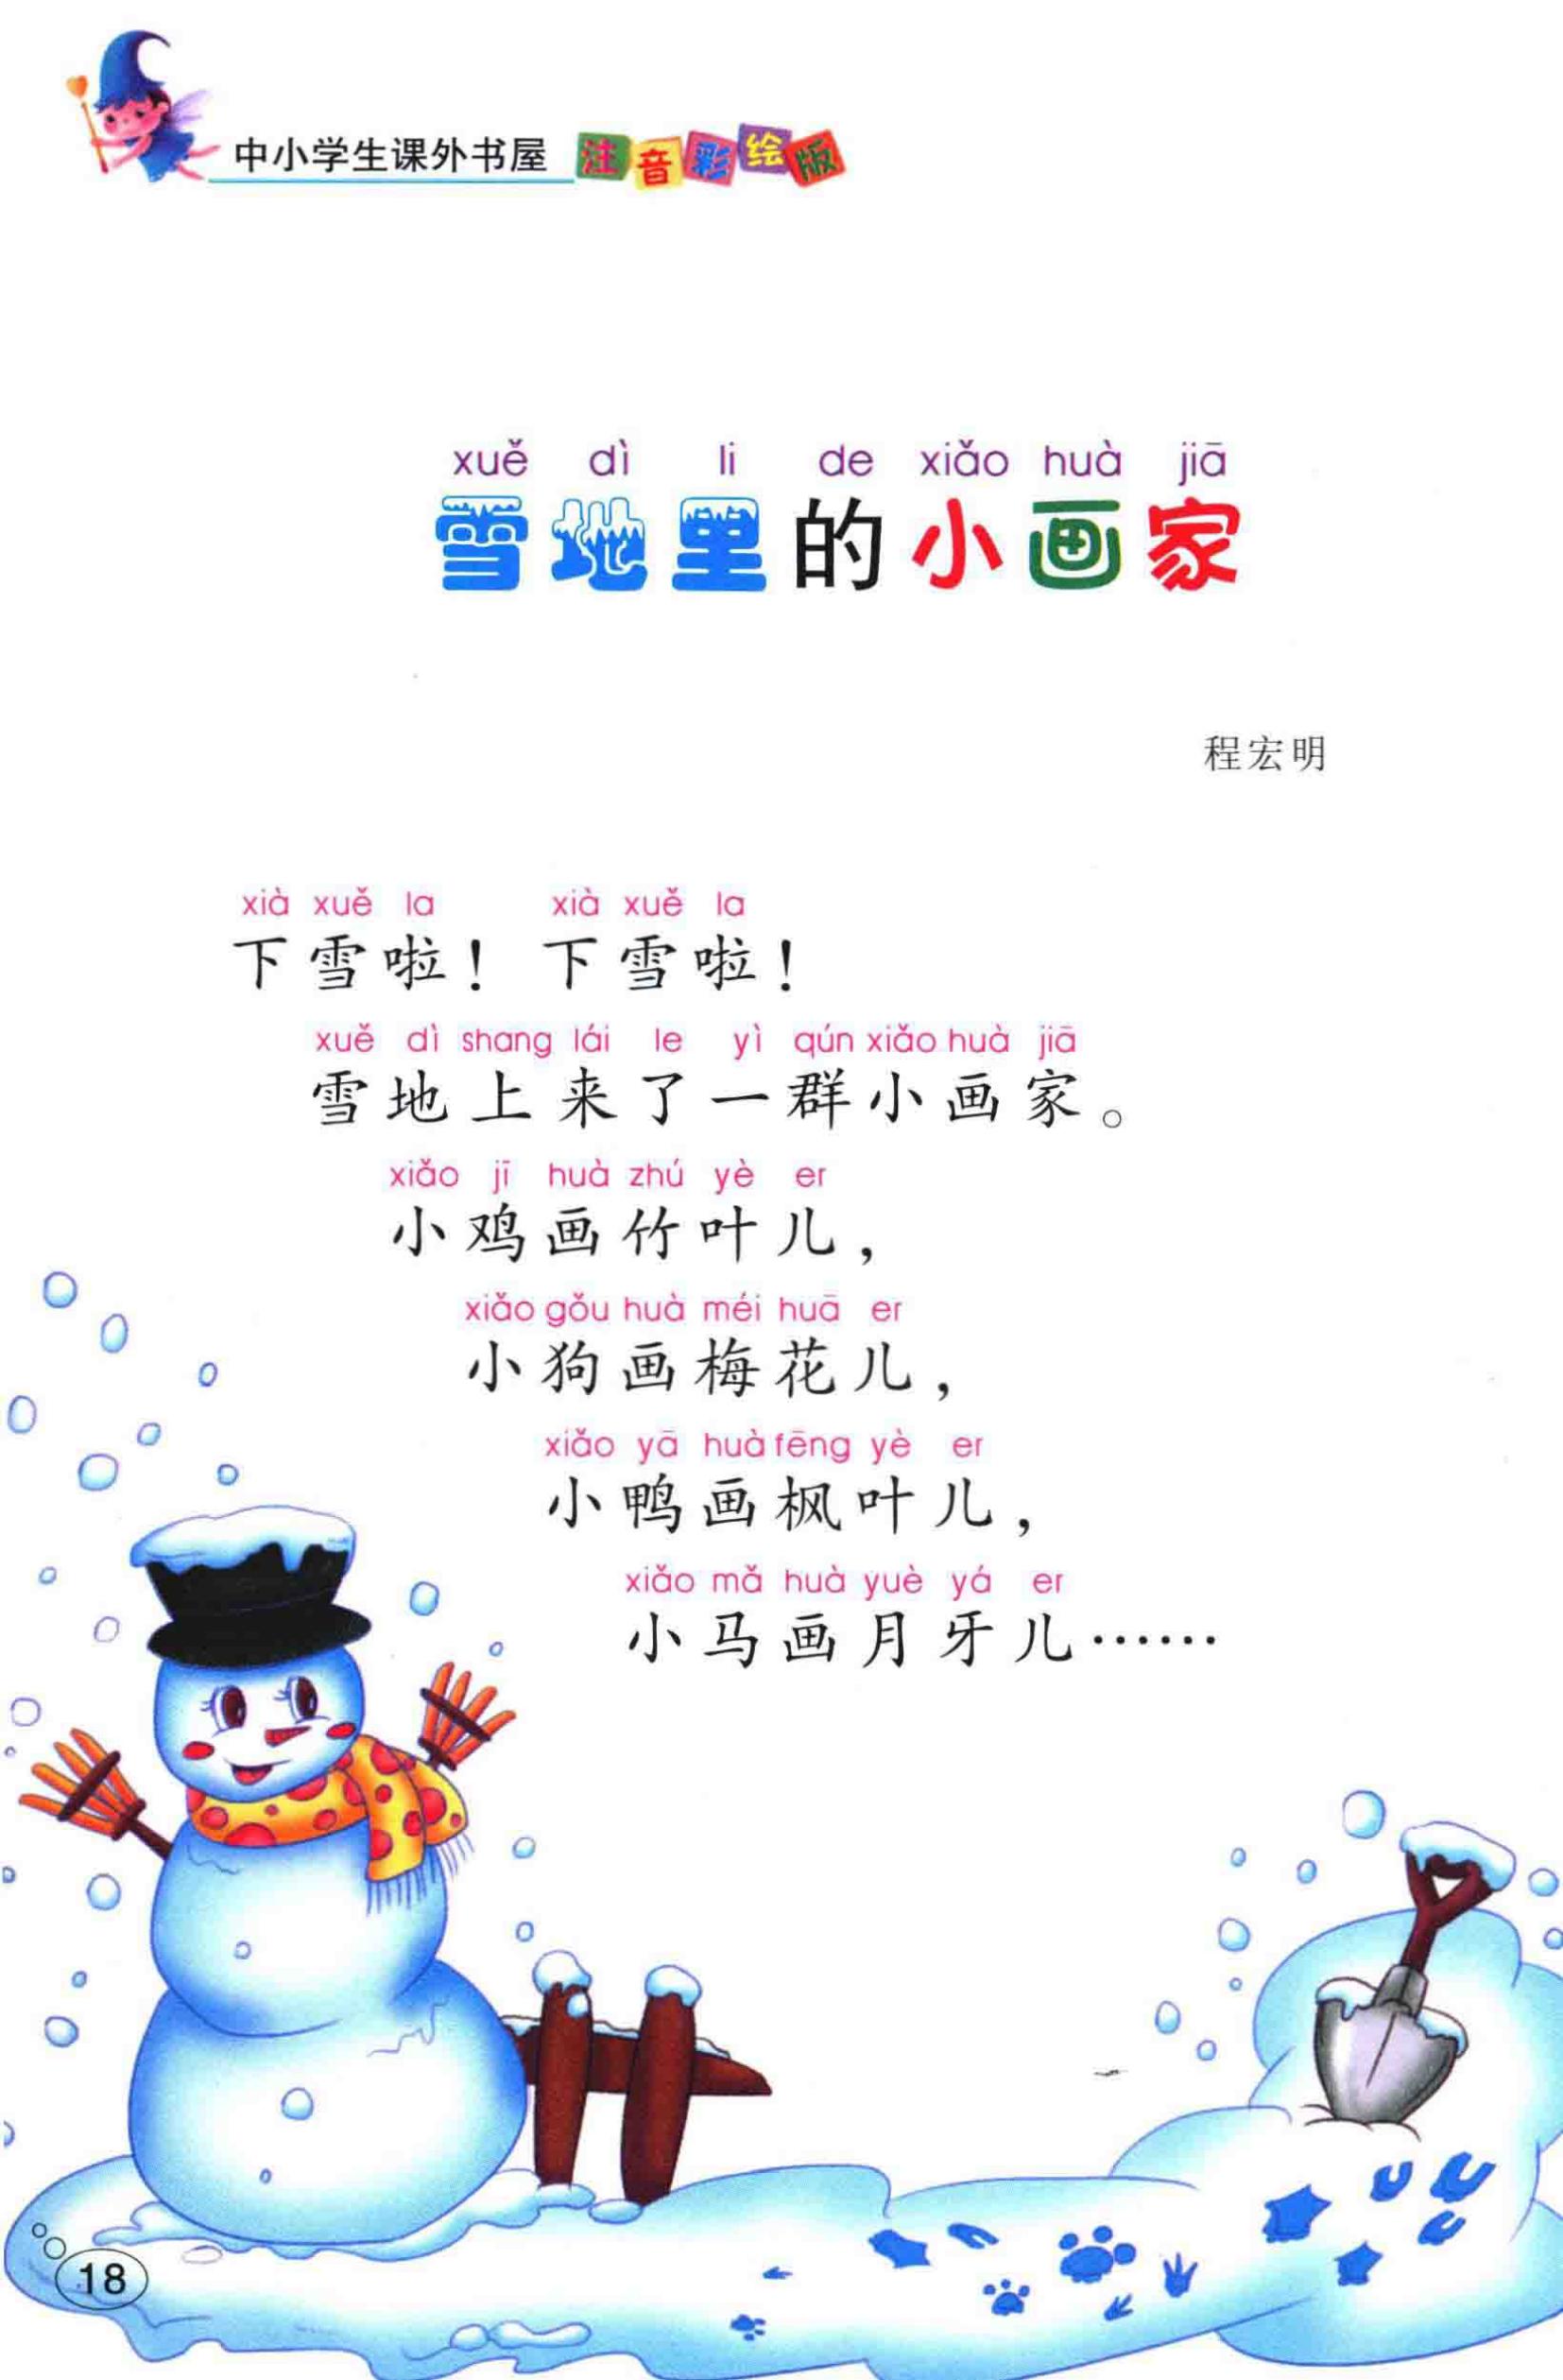 中小学生课外书屋 注音彩绘版
xuě dì li de xiǎo huà jiā
雪地里的小画家
程宏明
xià xuě la xià xuě la
下雪啦！下雪啦！
xuě dì shang lái le yì qún xiǎo huà jiā
雪地上来了一群小画家。
xiǎo jī huà zhú yè er
小鸡画竹叶儿，
xiǎo gǒu huà méi huā er
小狗画梅花儿，
xiǎo yā huà fēng yè er
小鸭画枫叶儿，
xiǎo mǎ huà yuè yá er
小马画月牙儿……
18